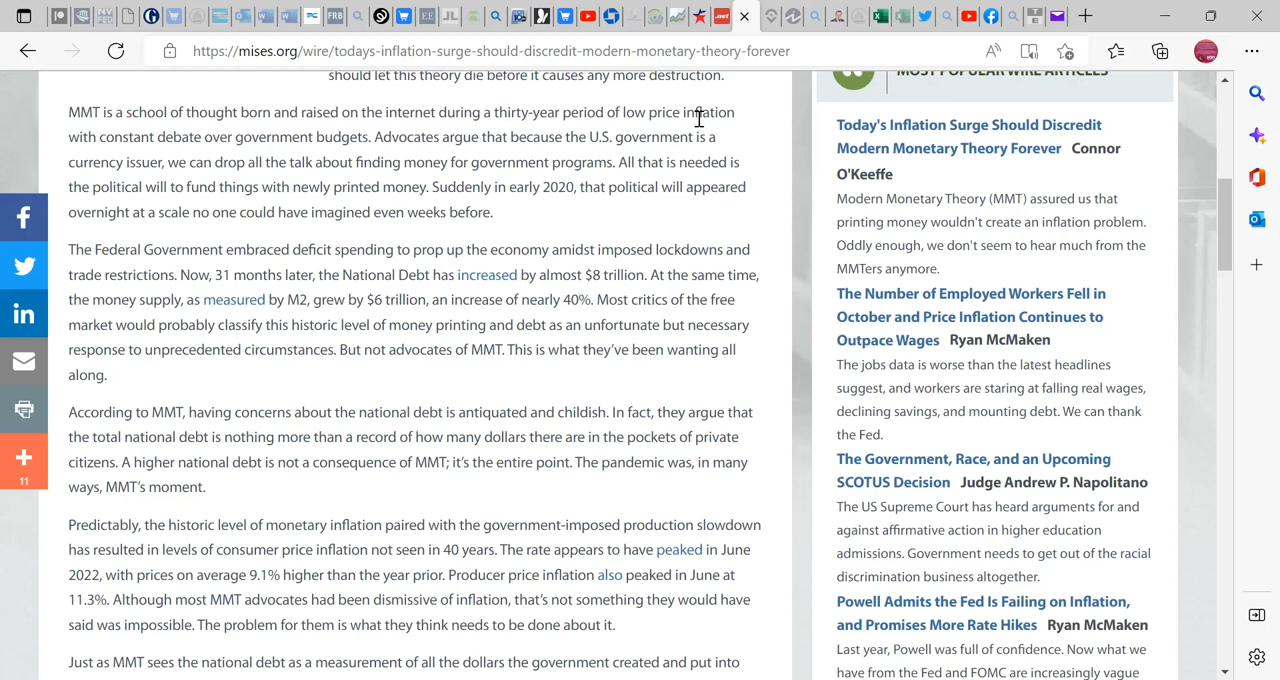 https://mises.org/wire/todays-inflation-surge-should-discredit-modern-monetary-theory-forever
should let this theory die before it causes any more destruction.
MMT is a school of thought born and raised on the internet during a thirty-year period of low price inflation
with constant debate over government budgets. Advocates argue that because the U.S. government is a
currency issuer, we can drop all the talk about finding money for government programs. All that is needed is
the political will to fund things with newly printed money. Suddenly in early 2020, that political will appeared
overnight at a scale no one could have imagined even weeks before.
The Federal Government embraced deficit spending to prop up the economy amidst imposed lockdowns and
trade restrictions. Now, 31 months later, the National Debt has increased by almost $8 trillion. At the same time,
the money supply, as measured by M2, grew by $6 trillion, an increase of nearly 40%. Most critics of the free
market would probably classify this historic level of money printing and debt as an unfortunate but necessary
response to unprecedented circumstances. But not advocates of MMT. This is what they've been wanting all
along.
According to MMT, having concerns about the national debt is antiquated and childish. In fact, they argue that
the total national debt is nothing more than a record of how many dollars there are in the pockets of private
citizens. A higher national debt is not a consequence of MMT; it's the entire point. The pandemic was, in many
ways, MMT's moment.
Predictably, the historic level of monetary inflation paired with the government-imposed production slowdown
has resulted in levels of consumer price inflation not seen in 40 years. The rate appears to have peaked in June
2022, with prices on average 9.1% higher than the year prior. Producer price inflation also peaked in June at
11.3%. Although most MMT advocates had been dismissive of inflation, that's not something they would have
said was impossible. The problem for them is what they think needs to be done about it.
Just as MMT sees the national debt as a measurement of all the dollars the government created and put into
11
MOST POPULAR WIRE ARTICLES
Today's Inflation Surge Should Discredit
Modern Monetary Theory Forever Connor
O'Keeffe
Modern Monetary Theory (MMT) assured us that
printing money wouldn't create an inflation problem.
Oddly enough, we don't seem to hear much from the
MMTers anymore.
The Number of Employed Workers Fell in
October and Price Inflation Continues to
Outpace Wages Ryan McMaken
The jobs data is worse than the latest headlines
suggest, and workers are staring at falling real wages,
declining savings, and mounting debt. We can thank
the Fed.
The Government, Race, and an Upcoming
SCOTUS Decision Judge Andrew P. Napolitano
The US Supreme Court has heard arguments for and
against affirmative action in higher education
admissions. Government needs to get out of the racial
discrimination business altogether.
Powell Admits the Fed Is Failing on Inflation,
and Promises More Rate Hikes Ryan McMaken
Last year, Powell was full of confidence. Now what we
have from the Fed and FOMC are increasingly vague